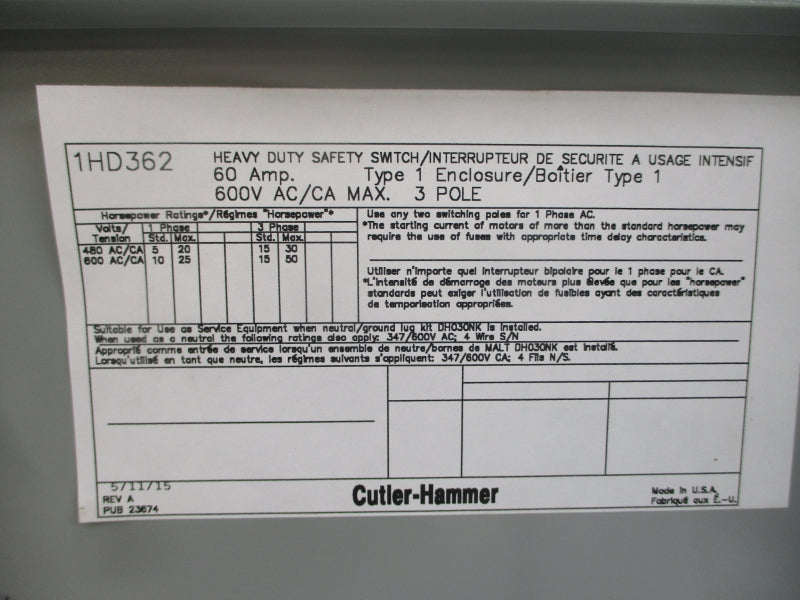 1HD362
HEAVY DUTY SAFETY SWITCH/INTERRUPTEUR DE SECURITE A USAGE INTENSIF
60 Amp. Type 1 Enclosure/Boîtier Type 1
600V AC/CA MAX. 3 POLE
Horsepower Ratings*/Régimes "Horsepower"*
Volts/ 1 Phase 3 Phase
Tension Std. Max. Std. Max.
480 AC/CA 5 20 15 30
600 AC/CA 10 25 15 50
Use any two switching poles for 1 Phase AC.
*The starting current of motors of more than the standard horsepower may
require the use of fuses with appropriate time delay characteristics.
Utiliser n'importe quel interrupteur bipolaire pour le 1 phase pour le CA.
*L'intensité de démarrage des moteurs plus élevée que pour les "horsepower"
standards peut exiger l'utilisation de fusibles ayant des caractéristiques
de temporisation appropriées.
Suitable for Use as Service Equipment when neutral/ground lug kit DH030NK is installed.
When used as a neutral the following ratings also apply: 347/600V AC; 4 Wire S/N
Approprié comme entrée de service lorsqu'un ensemble de neutre/bornes de MALT DH030NK est installé.
Lorsqu'utilisé en tant que neutre, les régimes suivants s'appliquent: 347/600V CA; 4 Fils N/S.
5/11/15
REV A
PUB 23674
Cutler-Hammer
Made in U.S.A.
Fabriqué aux É.-U.